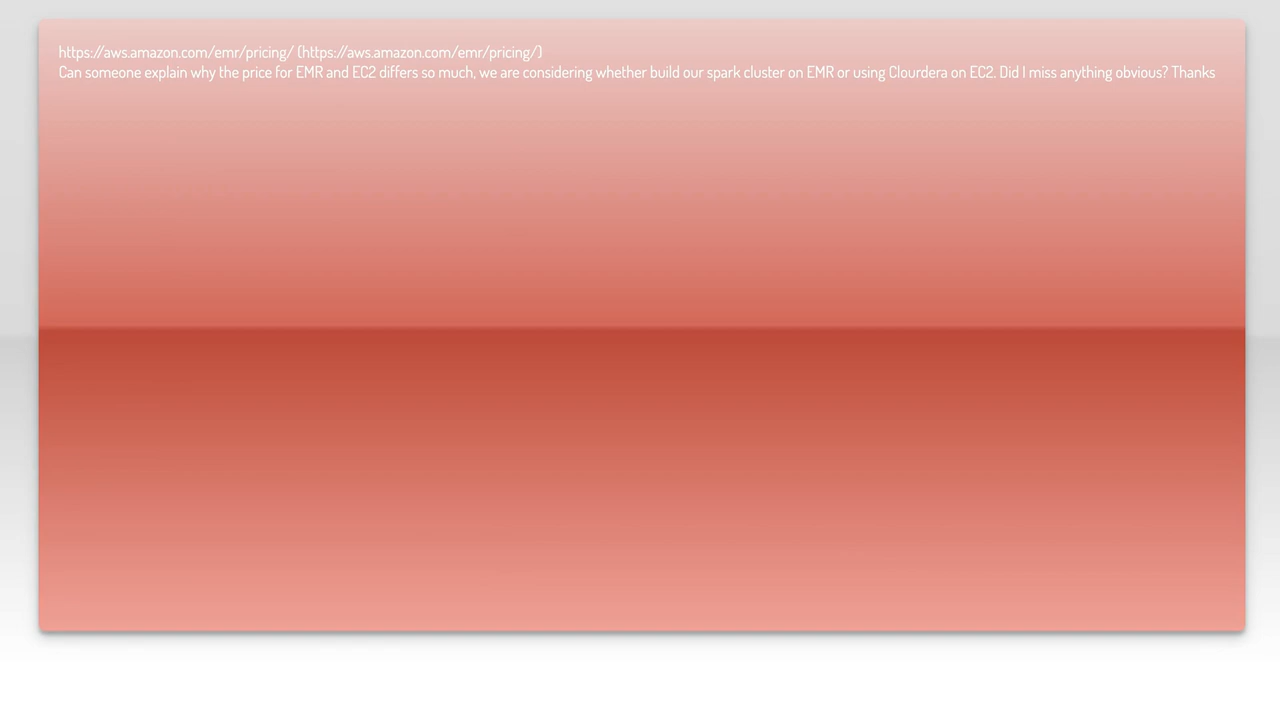 https://aws.amazon.com/emr/pricing/ (https://aws.amazon.com/emr/pricing/)
Can someone explain why the price for EMR and EC2 differs so much, we are considering whether build our spark cluster on EMR or using Clourdera on EC2. Did I miss anything obvious? Thanks